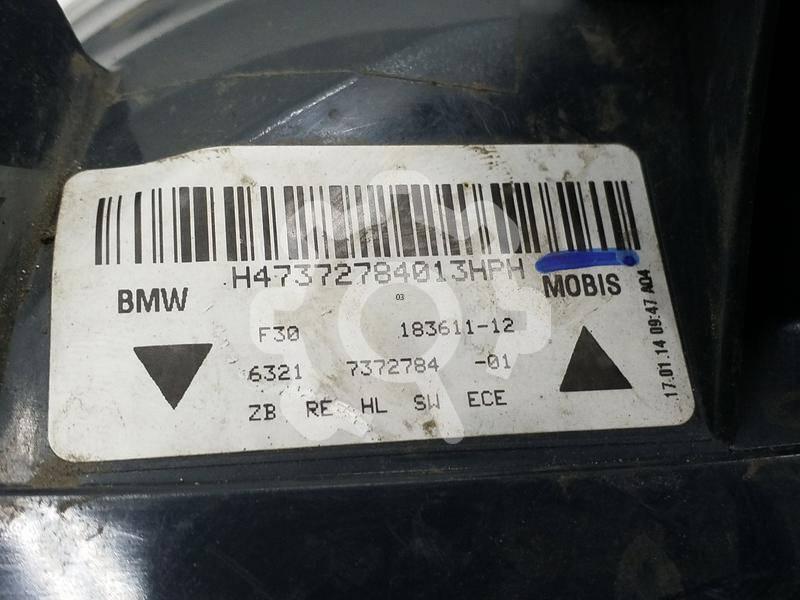 H47372784013HPH
BMW
03
MOBIS
F30 183611-12
6321 7372784 -01
ZB RE HL SW ECE
17.01.14 09:47 A04